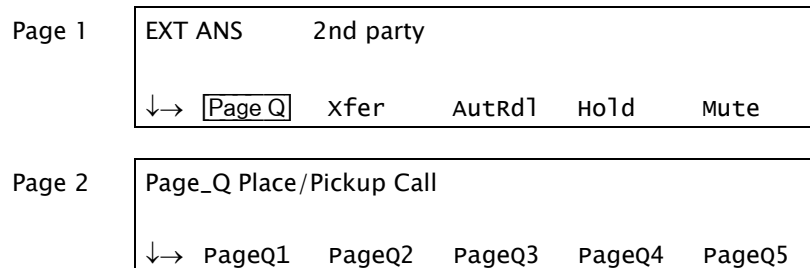 Page 1 EXT ANS 2nd party
↓→ Page Q Xfer AutRdl Hold Mute
Page 2 Page_Q Place/Pickup Call
↓→ PageQ1 PageQ2 PageQ3 PageQ4 PageQ5